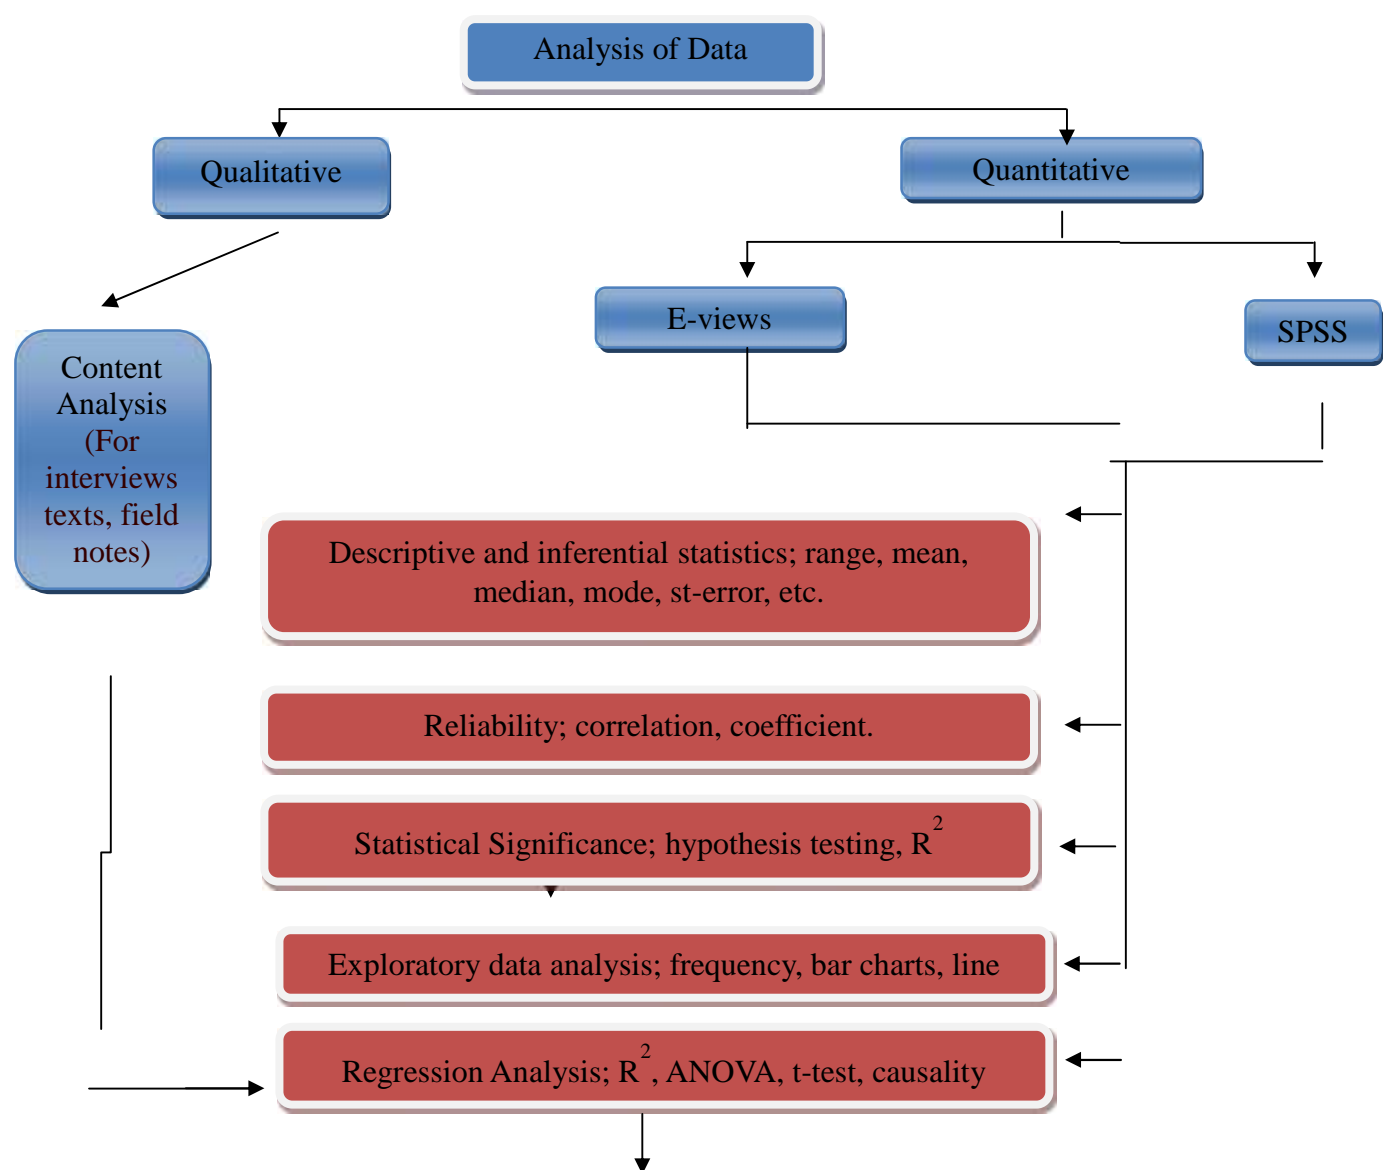 Analysis of Data
Qualitative
Quantitative
E-views
SPSS
Content
Analysis
(For
interviews
texts, field
notes)
Descriptive and inferential statistics; range, mean,
median, mode, st-error, etc.
Reliability; correlation, coefficient.
Statistical Significance; hypothesis testing, R²
Exploratory data analysis; frequency, bar charts, line
Regression Analysis; R², ANOVA, t-test, causality